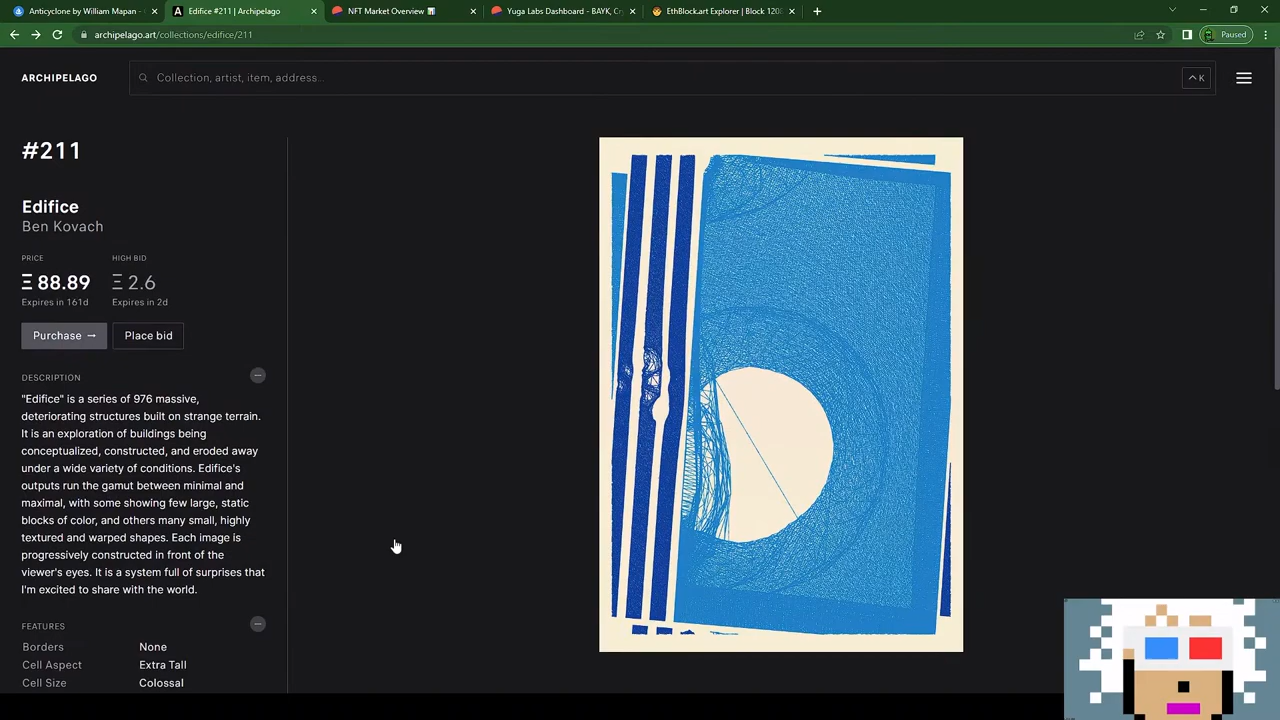 Anticyclone by William Mapan -
Edifice #211 | Archipelago
NFT Market Overview
Yuga Labs Dashboard - BAYK, Cr
EthBlock.art Explorer | Block 1208
archipelago.art/collections/edifice/211
Paused
ARCHIPELAGO
Collection, artist, item, address...
K
#211
Edifice
Ben Kovach
PRICE
HIGH BID
Ξ 88.89
Ξ 2.6
Expires in 161d
Expires in 2d
Purchase →
Place bid
DESCRIPTION
"Edifice" is a series of 976 massive,
deteriorating structures built on strange terrain.
It is an exploration of buildings being
conceptualized, constructed, and eroded away
under a wide variety of conditions. Edifice's
outputs run the gamut between minimal and
maximal, with some showing few large, static
blocks of color, and others many small, highly
textured and warped shapes. Each image is
progressively constructed in front of the
viewer's eyes. It is a system full of surprises that
I'm excited to share with the world.
FEATURES
Borders None
Cell Aspect Extra Tall
Cell Size Colossal